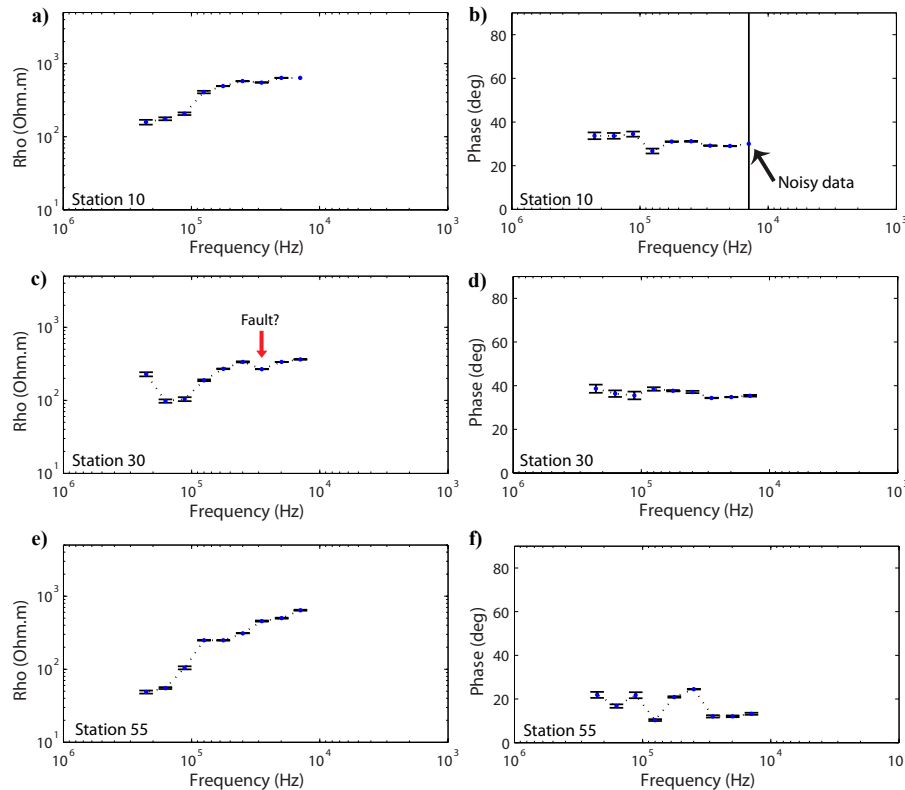 a)
10³
10²
10¹
Rho (Ohm.m)
Station 10
10⁶ 10⁵ 10⁴ 10³
Frequency (Hz)
b)
80
60
40
20
0
Phase (deg)
Noisy data
Station 10
10⁶ 10⁵ 10⁴ 10³
Frequency (Hz)
c)
10³
10²
10¹
Rho (Ohm.m)
Fault?
Station 30
10⁶ 10⁵ 10⁴ 10³
Frequency (Hz)
d)
80
60
40
20
0
Phase (deg)
Station 30
10⁶ 10⁵ 10⁴ 10³
Frequency (Hz)
e)
10³
10²
10¹
Rho (Ohm.m)
Station 55
10⁶ 10⁵ 10⁴ 10³
Frequency (Hz)
f)
80
60
40
20
0
Phase (deg)
Station 55
10⁶ 10⁵ 10⁴ 10³
Frequency (Hz)